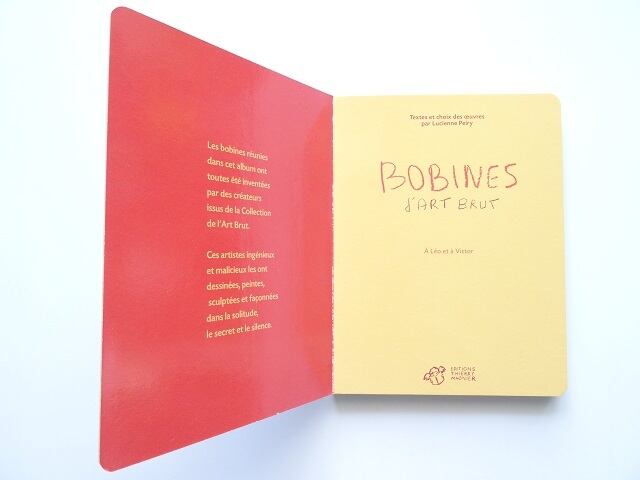 Les bobines réunies
dans cet album ont
toutes été inventées
par des créateurs
issus de la Collection
de l'Art Brut.
Ces artistes ingénieux
et malicieux les ont
dessinées, peintes,
sculptées et façonnées
dans la solitude,
le secret et le silence.
Textes et choix des œuvres
par Lucienne Peiry
BOBINES
d'ART BRUT
À Léo et à Victor
EDITIONS
THIERRY
MAGNIER